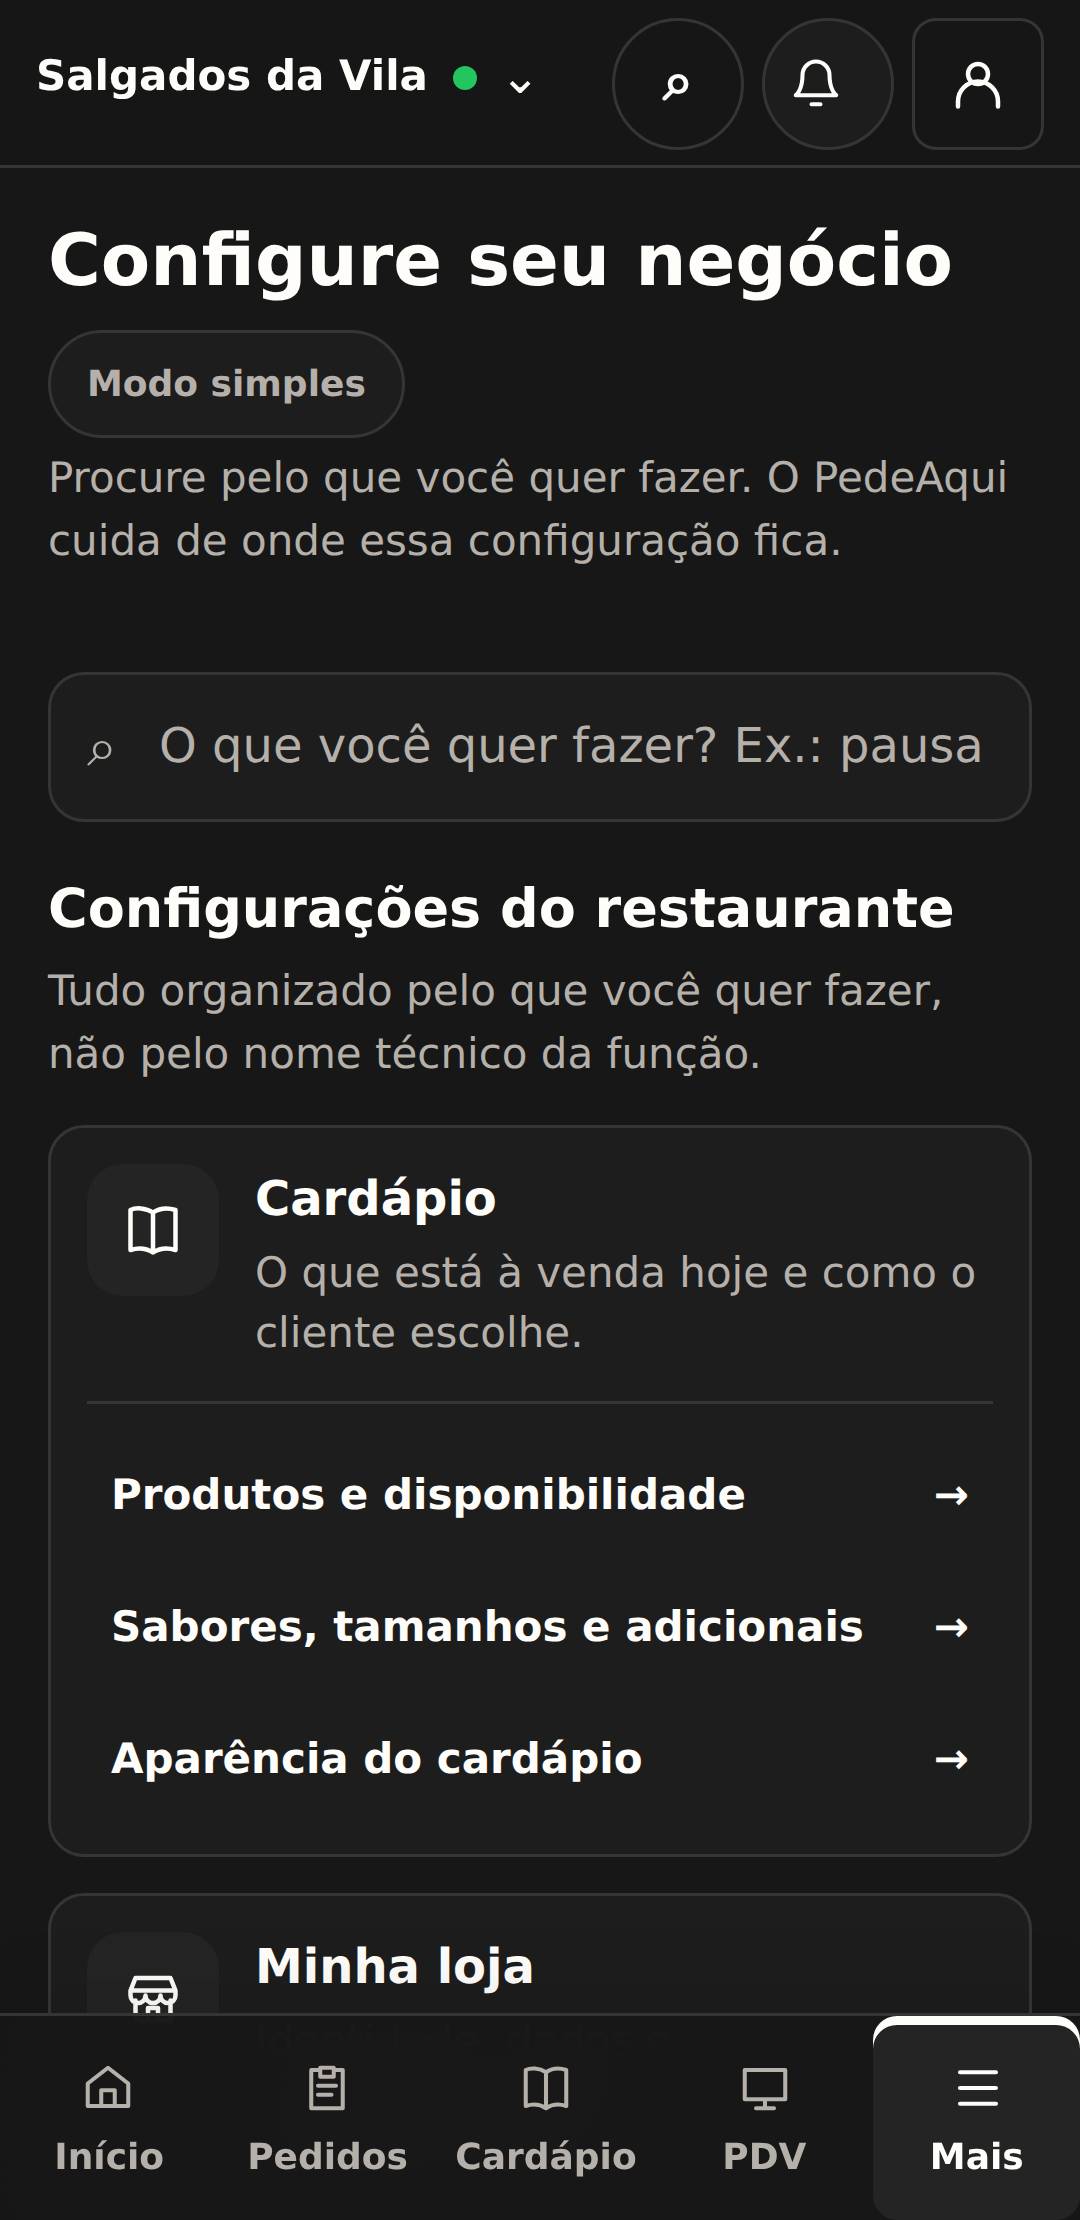 Salgados da Vila
Configure seu negócio
Modo simples
Procure pelo que você quer fazer. O PedeAqui
cuida de onde essa configuração fica.
O que você quer fazer? Ex.: pausa
Configurações do restaurante
Tudo organizado pelo que você quer fazer,
não pelo nome técnico da função.
Cardápio
O que está à venda hoje e como o
cliente escolhe.
Produtos e disponibilidade →
Sabores, tamanhos e adicionais →
Aparência do cardápio →
Minha loja
Início
Pedidos
Cardápio
PDV
Mais